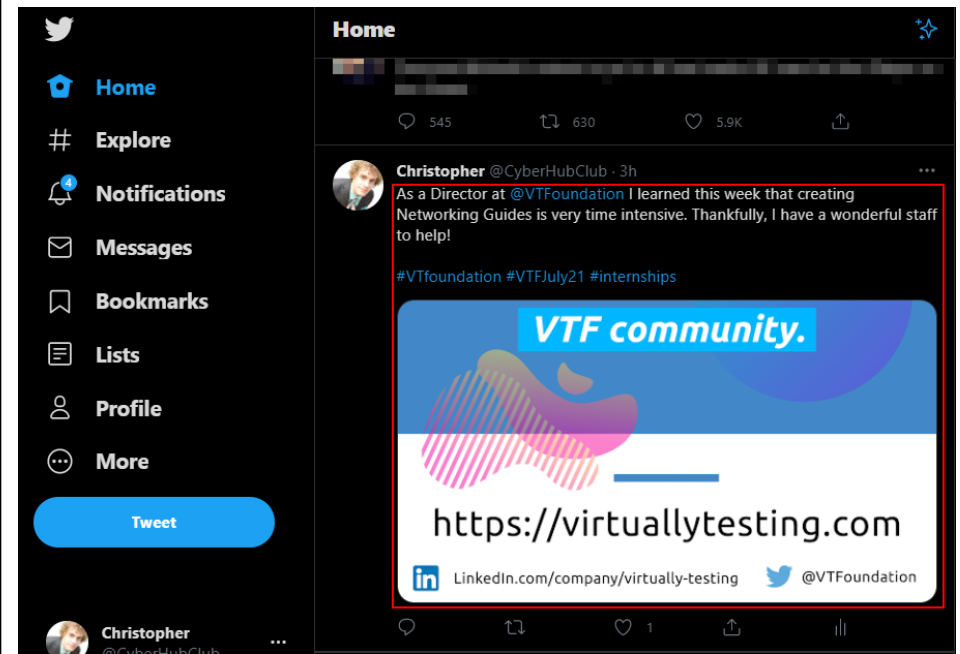 Home
Explore
Notifications
4
Messages
Bookmarks
Lists
Profile
More
Tweet
Christopher
@CyberHubClub
Home
545 630 5.9K
Christopher @CyberHubClub · 3h
As a Director at @VTFoundation I learned this week that creating
Networking Guides is very time intensive. Thankfully, I have a wonderful staff
to help!
#VTfoundation #VTFJuly21 #internships
VTF community.
https://virtuallytesting.com
in LinkedIn.com/company/virtually-testing @VTFoundation
1